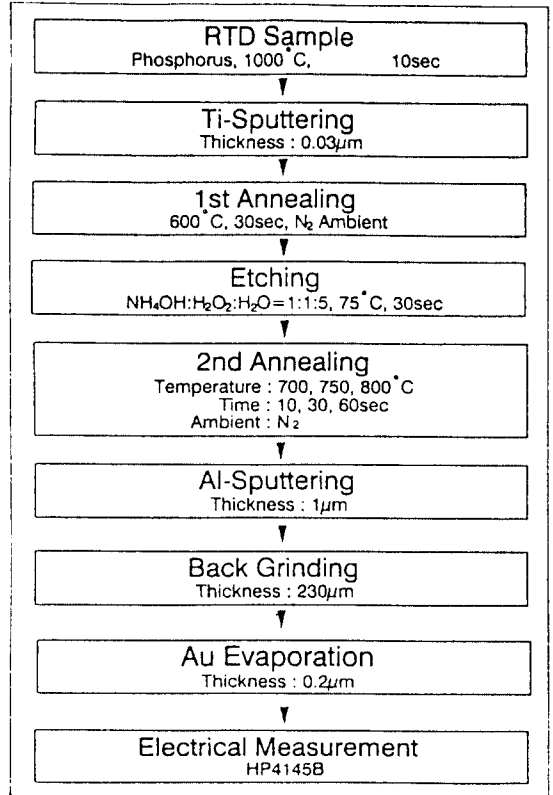 RTD Sample
Phosphorus, 1000°C, 10sec
Ti-Sputtering
Thickness : 0.03μm
1st Annealing
600°C, 30sec, N₂ Ambient
Etching
NH₄OH:H₂O₂:H₂O=1:1:5, 75°C, 30sec
2nd Annealing
Temperature : 700, 750, 800°C
Time : 10, 30, 60sec
Ambient : N₂
Al-Sputtering
Thickness : 1μm
Back Grinding
Thickness : 230μm
Au Evaporation
Thickness : 0.2μm
Electrical Measurement
HP4145B